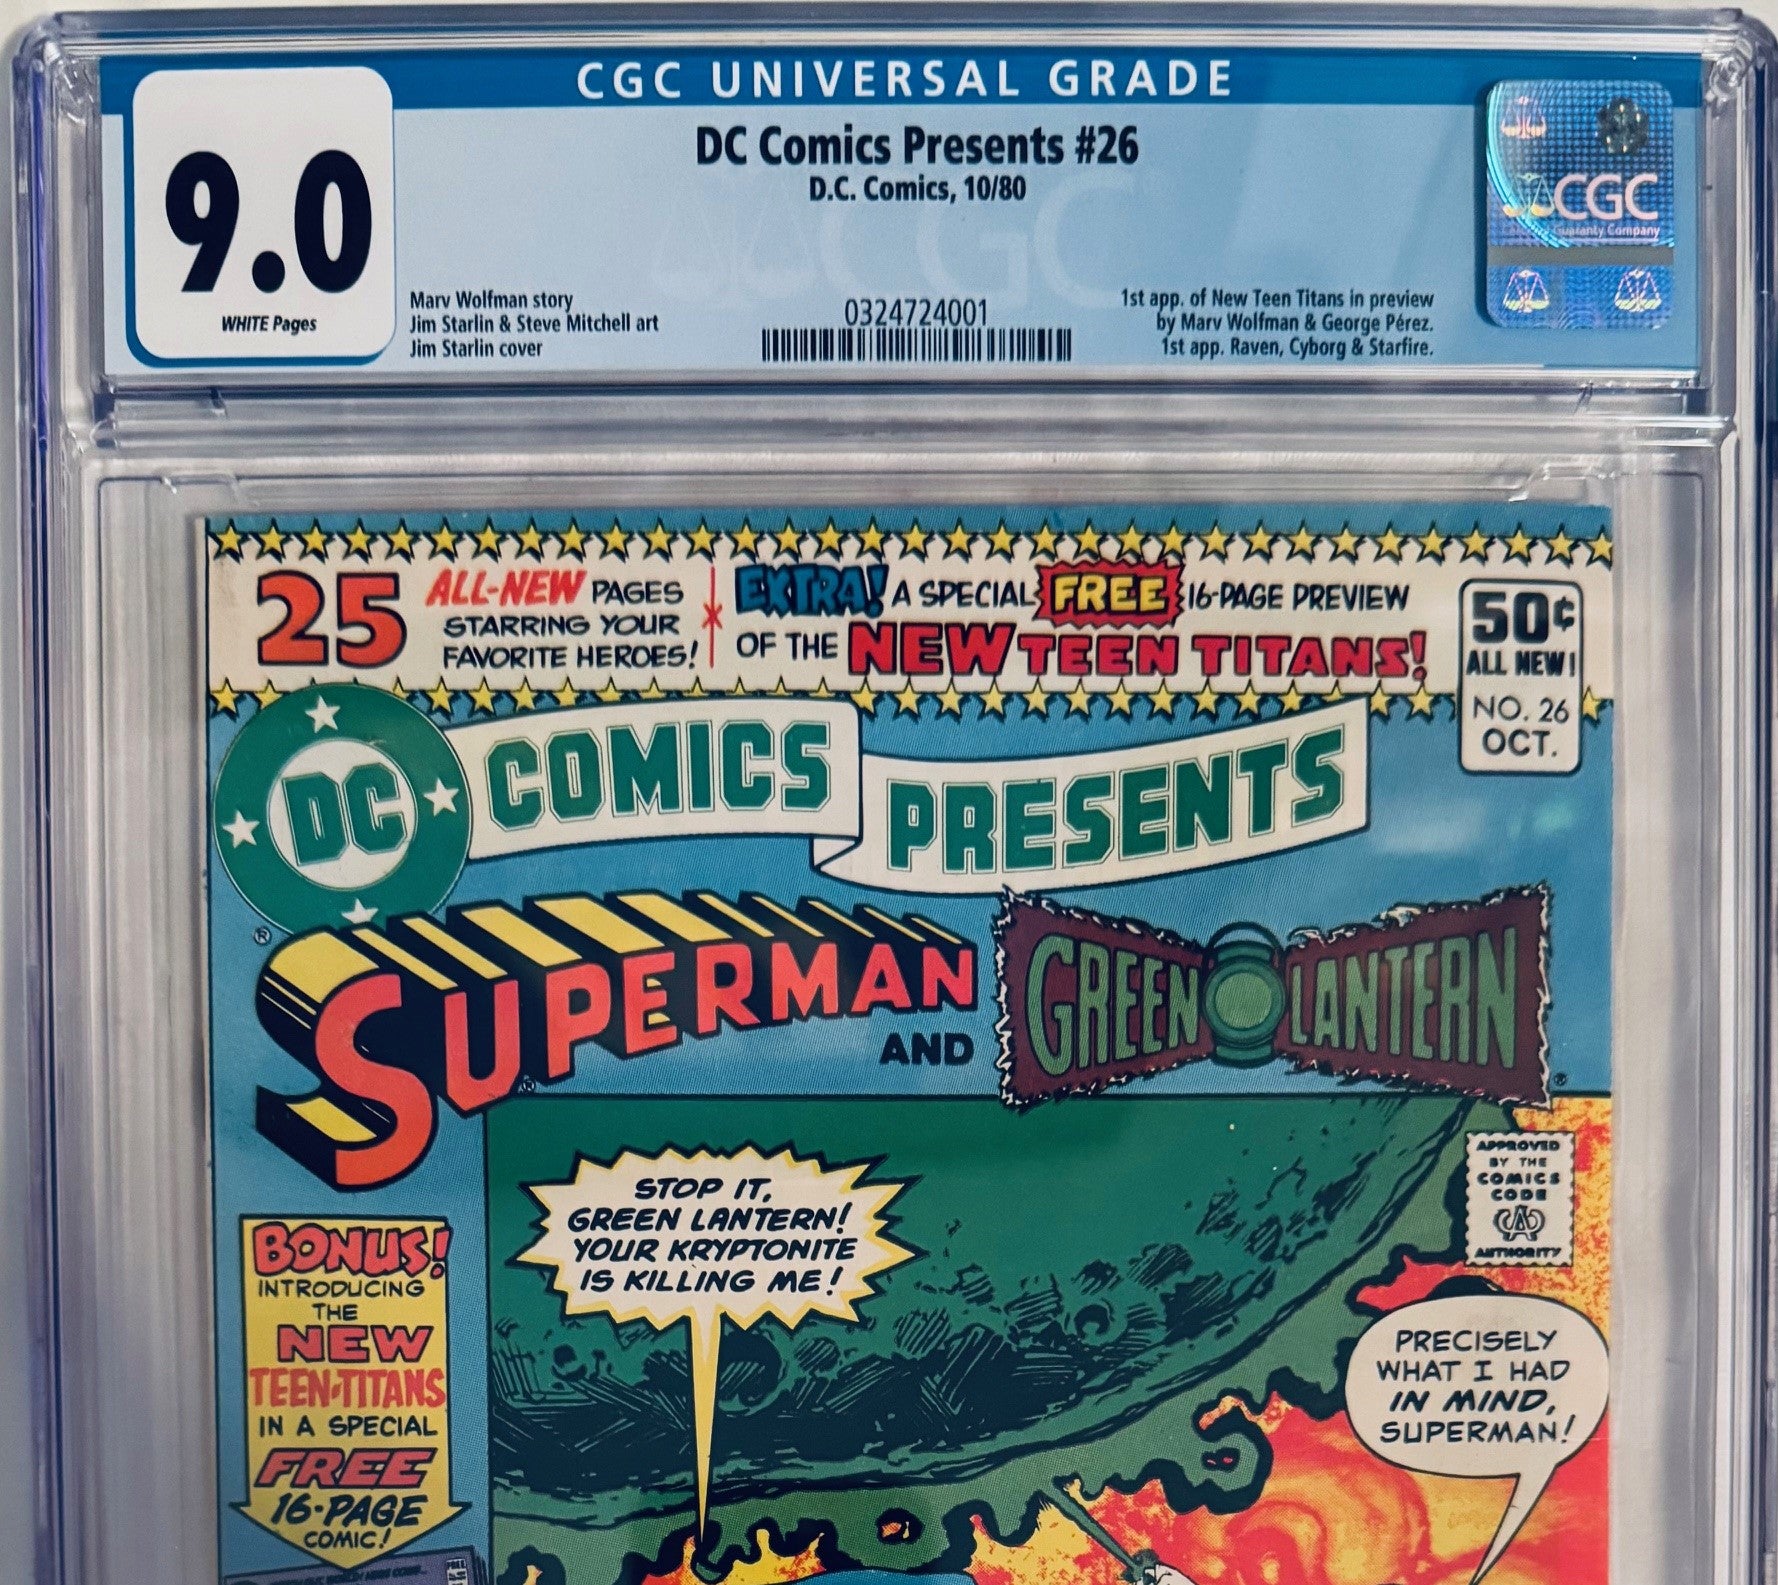 CGC UNIVERSAL GRADE
9.0
WHITE Pages
DC Comics Presents #26
D.C. Comics, 10/80
Marv Wolfman story
Jim Starlin & Steve Mitchell art
Jim Starlin cover
0324724001
1st app. of New Teen Titans in preview
by Marv Wolfman & George Pérez.
1st app. Raven, Cyborg & Starfire.
CGC
Guaranty Company
25
ALL-NEW PAGES
STARRING YOUR
FAVORITE HEROES!
EXTRA! A SPECIAL FREE 16-PAGE PREVIEW
OF THE NEW TEEN TITANS!
50¢
ALL NEW!
NO. 26
OCT.
DC COMICS PRESENTS
®
SUPERMAN
®
AND
GREEN LANTERN
®
APPROVED
BY THE
COMICS
CODE
AUTHORITY
BONUS!
INTRODUCING
THE
NEW
TEEN-TITANS
IN A SPECIAL
FREE
16-PAGE
COMIC!
STOP IT,
GREEN LANTERN!
YOUR KRYPTONITE
IS KILLING ME!
PRECISELY
WHAT I HAD
IN MIND,
SUPERMAN!
FREE